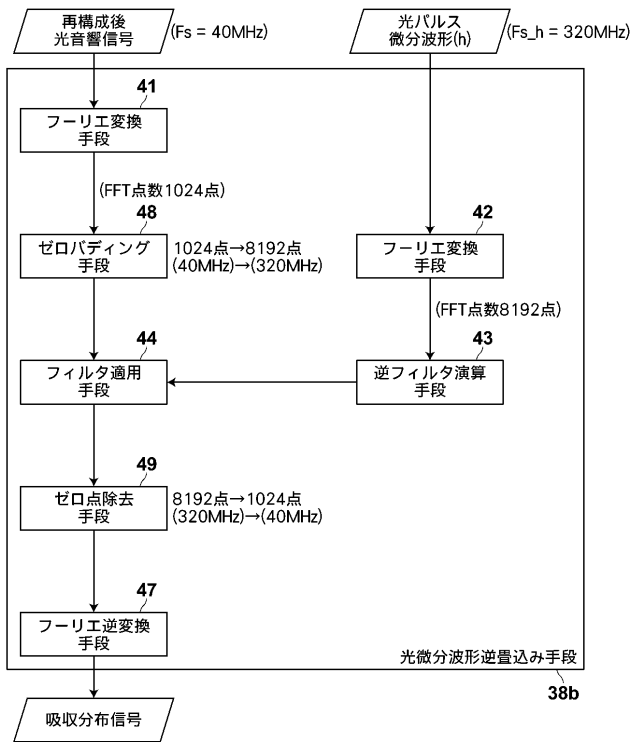 再構成後
光音響信号
(Fs = 40MHz)
光パルス
微分波形(h)
(Fs_h = 320MHz)
41
フーリエ変換
手段
(FFT点数1024点)
48
ゼロパディング
手段
1024点→8192点
(40MHz)→(320MHz)
42
フーリエ変換
手段
(FFT点数8192点)
44
フィルタ適用
手段
43
逆フィルタ演算
手段
49
ゼロ点除去
手段
8192点→1024点
(320MHz)→(40MHz)
47
フーリエ逆変換
手段
光微分波形逆畳込み手段
38b
吸収分布信号